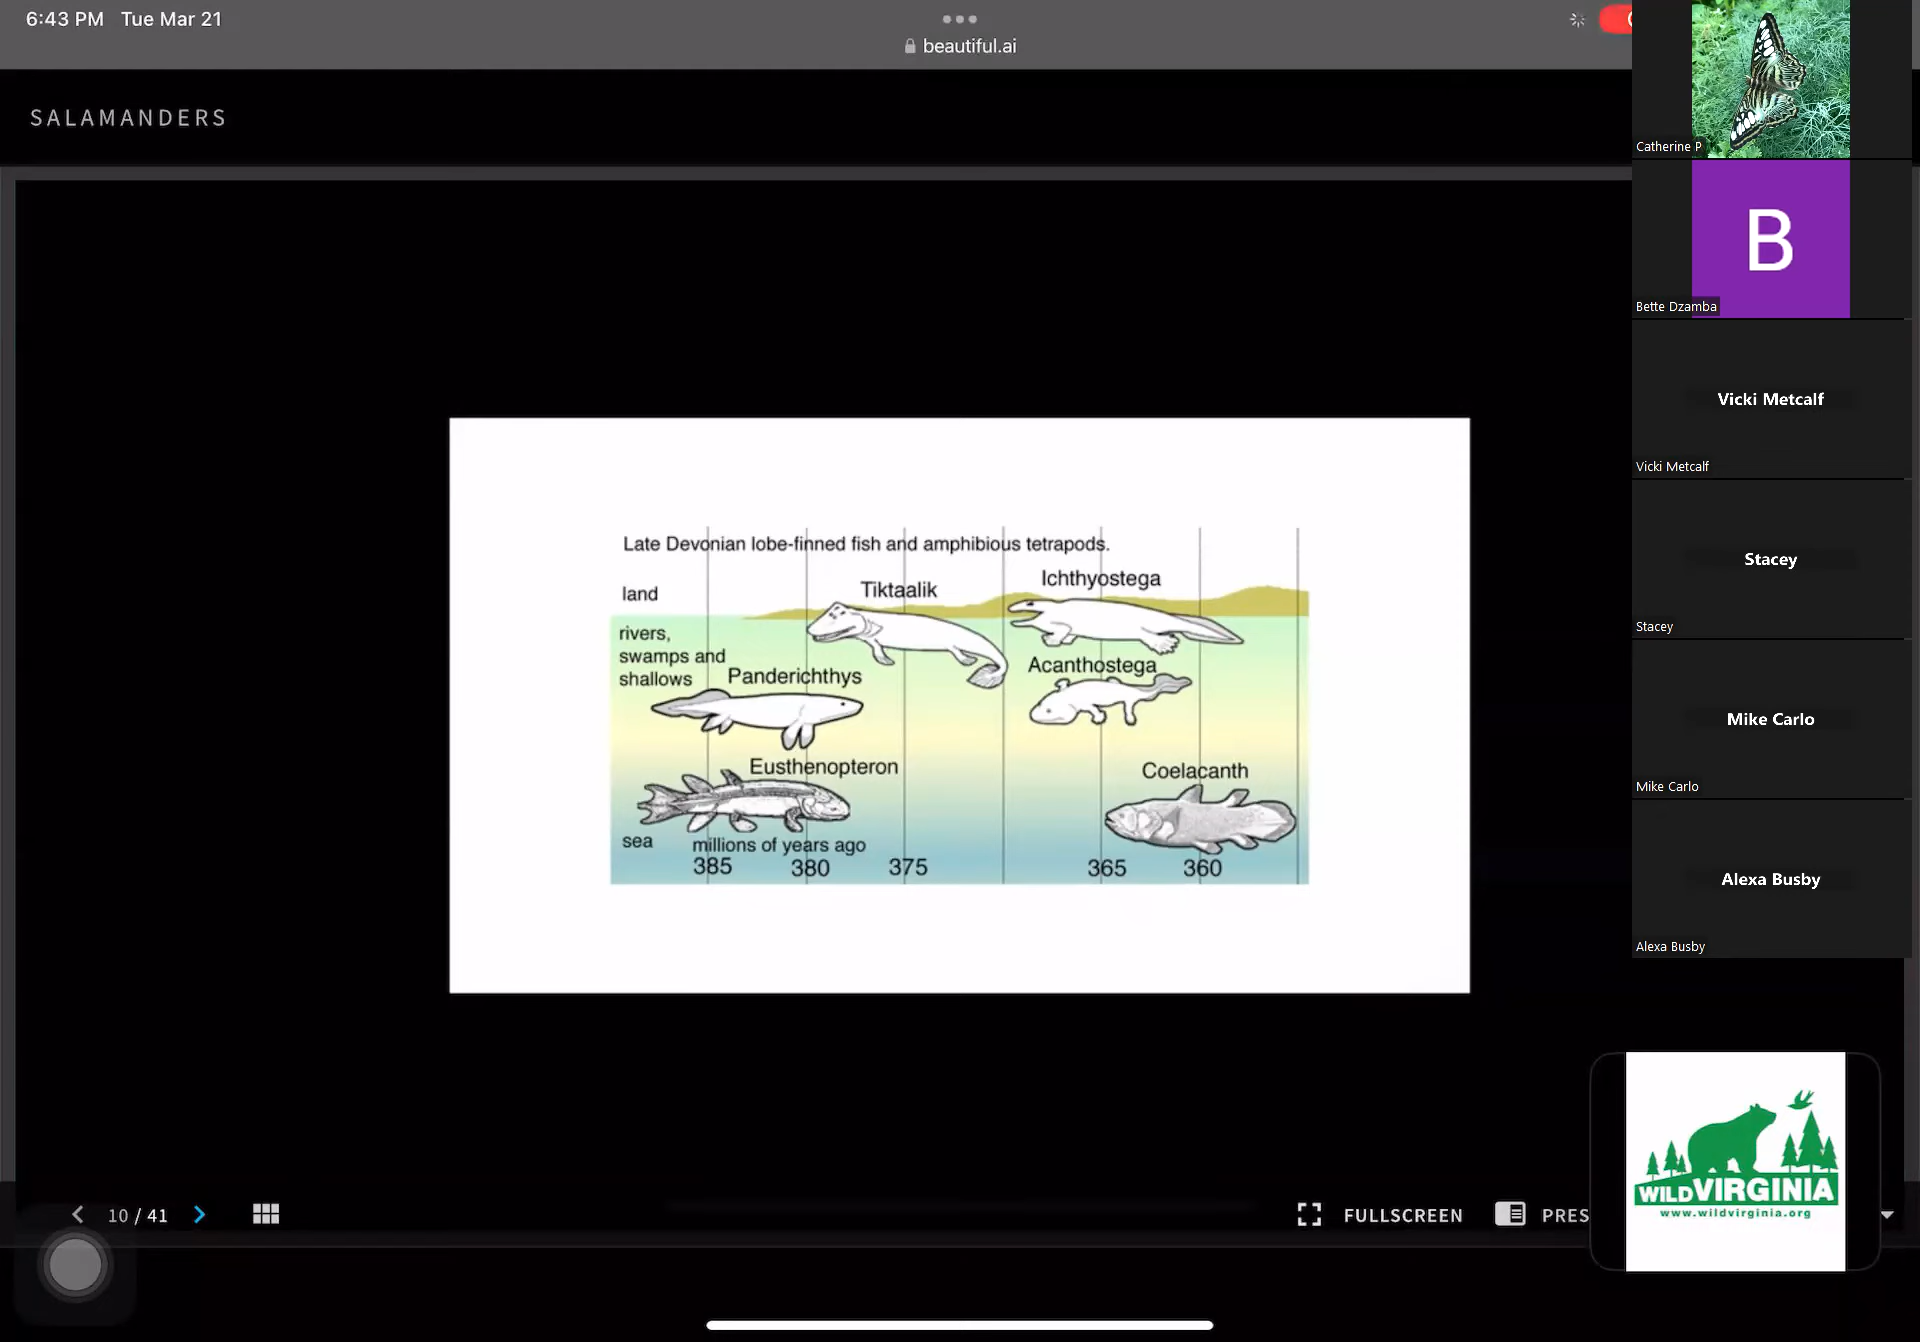 6:43 PM Tue Mar 21
beautiful.ai
SALAMANDERS
Late Devonian lobe-finned fish and amphibious tetrapods.
land
Tiktaalik
Ichthyostega
rivers,
swamps and
shallows
Panderichthys
Acanthostega
Eusthenopteron
Coelacanth
sea
millions of years ago
385 380 375 365 360
10 / 41
FULLSCREEN
PRES
Catherine P
B
Bette Dzamba
Vicki Metcalf
Vicki Metcalf
Stacey
Stacey
Mike Carlo
Mike Carlo
Alexa Busby
Alexa Busby
WILD VIRGINIA
www.wildvirginia.org